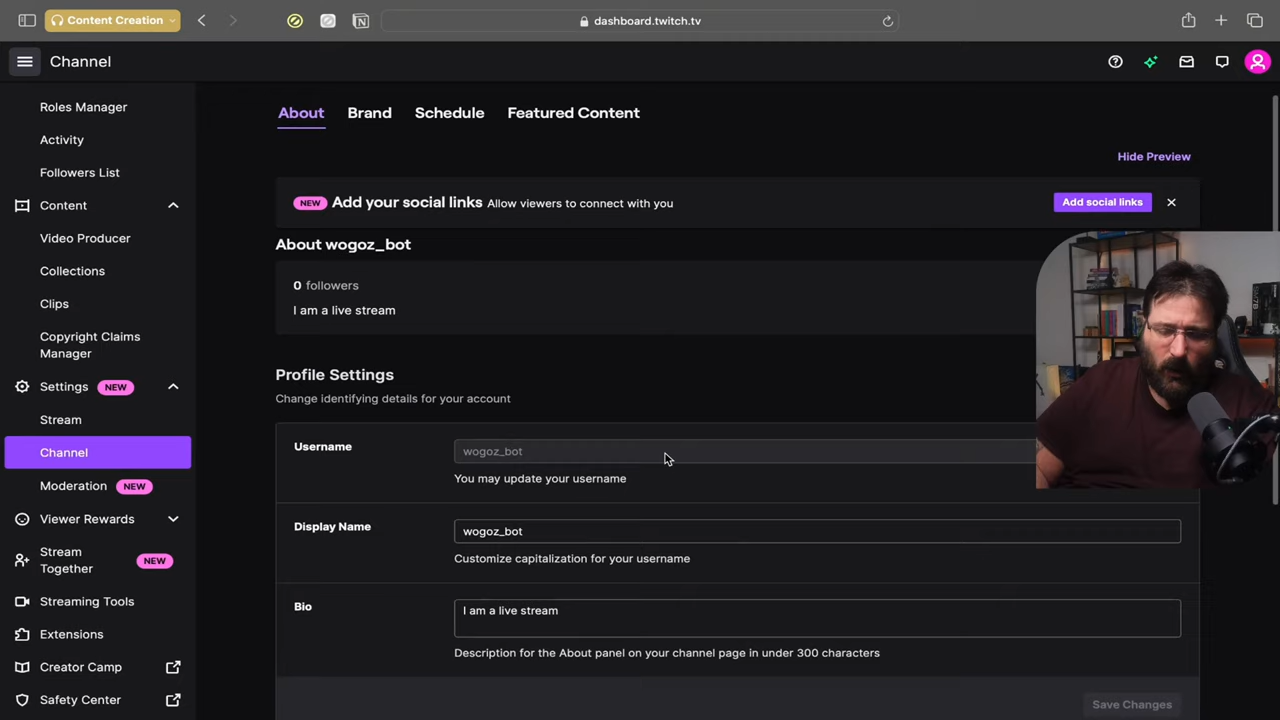 Content Creation
dashboard.twitch.tv
Channel
Roles Manager
Activity
Followers List
Content
Video Producer
Collections
Clips
Copyright Claims
Manager
Settings NEW
Stream
Channel
Moderation NEW
Viewer Rewards
Stream
Together
NEW
Streaming Tools
Extensions
Creator Camp
Safety Center
About Brand Schedule Featured Content
Hide Preview
NEW Add your social links Allow viewers to connect with you Add social links
About wogoz_bot
0 followers
I am a live stream
Profile Settings
Change identifying details for your account
Username
wogoz_bot
You may update your username
Display Name
wogoz_bot
Customize capitalization for your username
Bio
I am a live stream
Description for the About panel on your channel page in under 300 characters
Save Changes